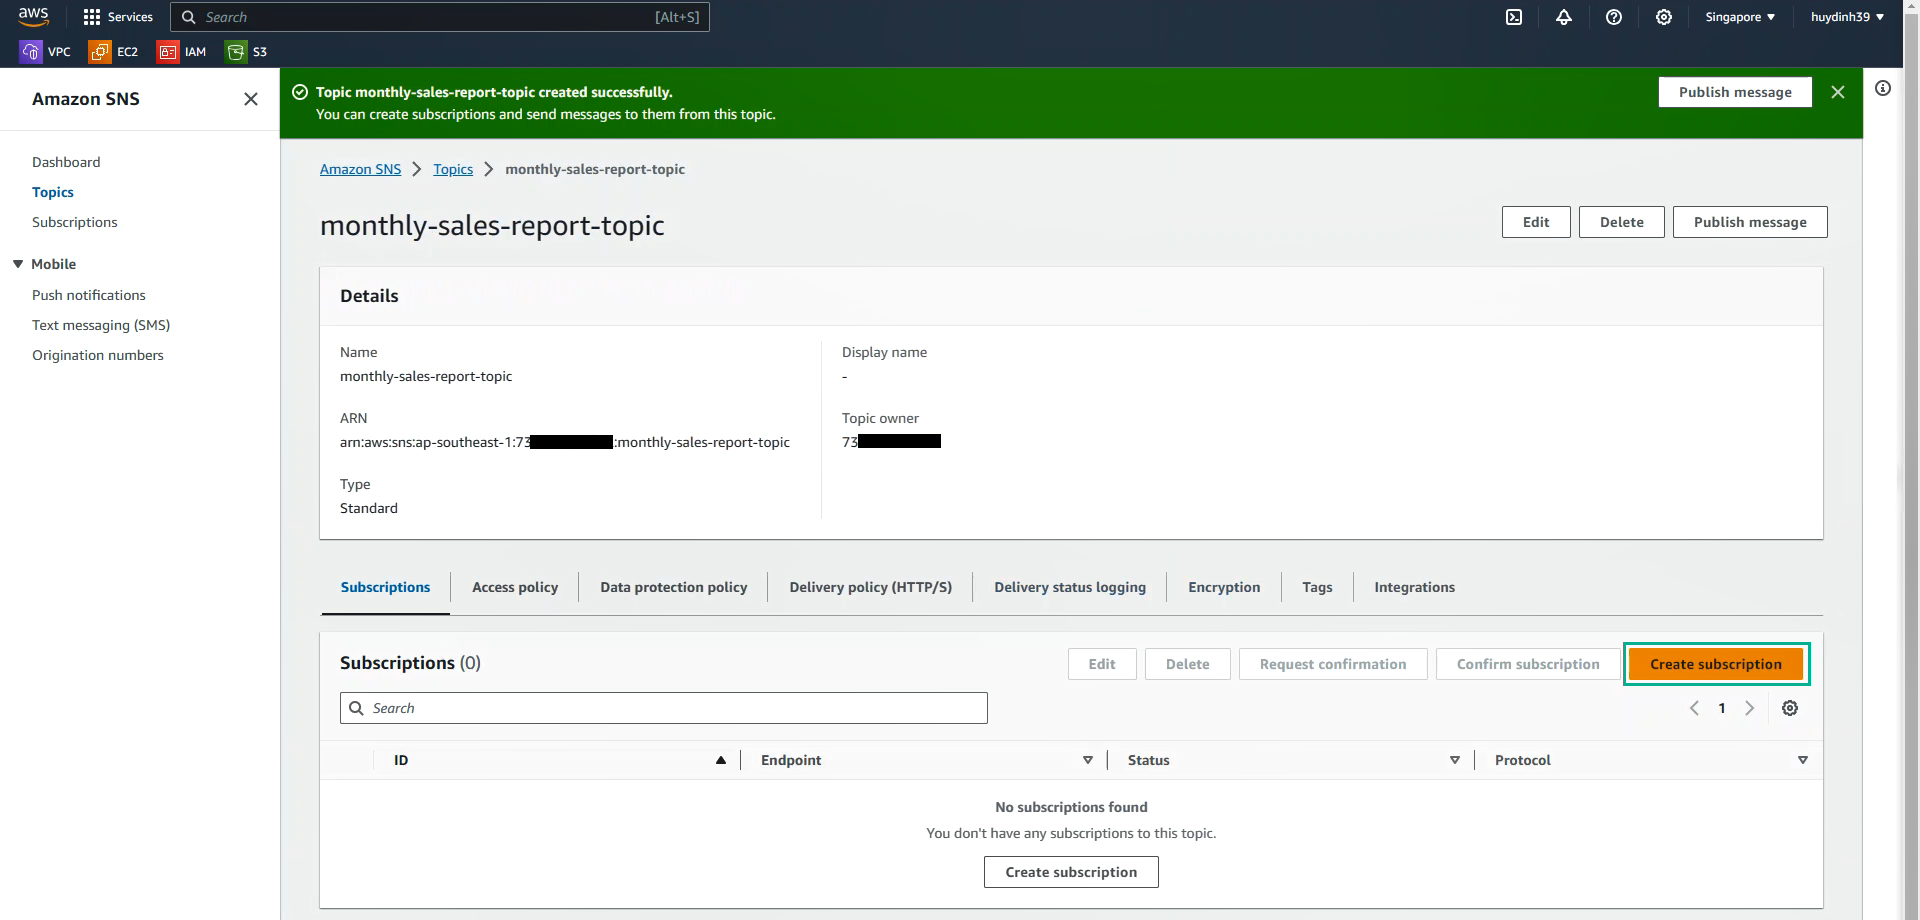 aws
Services
Search
[Alt+S]
Singapore
huydinh39
VPC
EC2
IAM
S3
Amazon SNS
Dashboard
Topics
Subscriptions
Mobile
Push notifications
Text messaging (SMS)
Origination numbers
Topic monthly-sales-report-topic created successfully.
You can create subscriptions and send messages to them from this topic.
Publish message
Amazon SNS
Topics
monthly-sales-report-topic
monthly-sales-report-topic
Edit
Delete
Publish message
Details
Name
monthly-sales-report-topic
ARN
arn:aws:sns:ap-southeast-1:73 :monthly-sales-report-topic
Type
Standard
Display name
-
Topic owner
73
Subscriptions
Access policy
Data protection policy
Delivery policy (HTTP/S)
Delivery status logging
Encryption
Tags
Integrations
Subscriptions (0)
Edit
Delete
Request confirmation
Confirm subscription
Create subscription
Search
1
ID
Endpoint
Status
Protocol
No subscriptions found
You don't have any subscriptions to this topic.
Create subscription